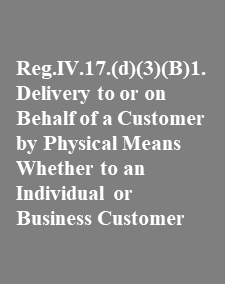 Reg.IV.17.(d)(3)(B)1.
Delivery to or on
Behalf of a Customer
by Physical Means
Whether to an
Individual or
Business Customer